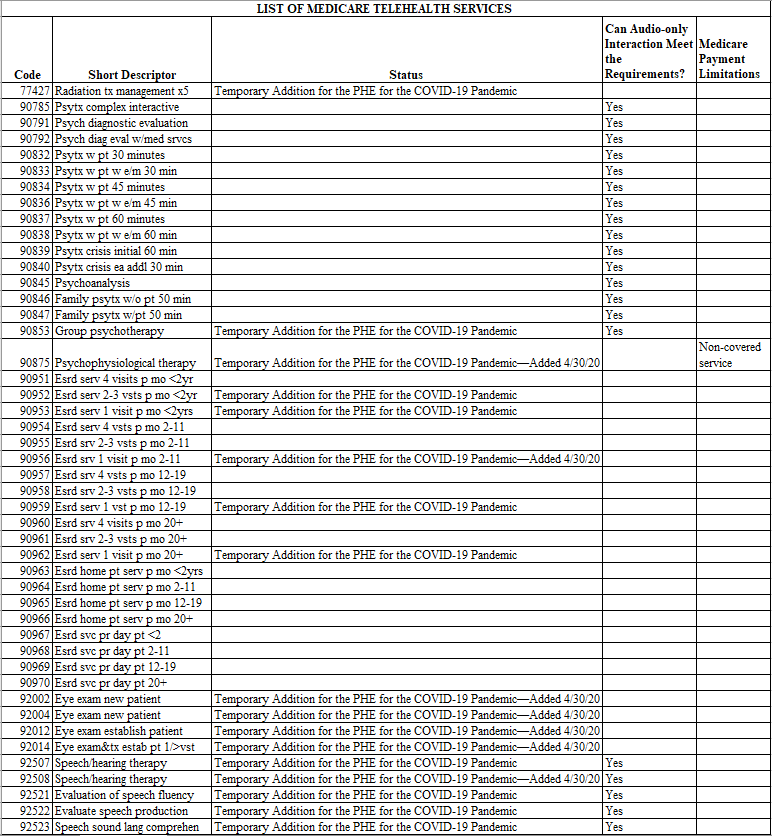 LIST OF MEDICARE TELEHEALTH SERVICES
Code Short Descriptor Status Can Audio-only Interaction Meet the Requirements? Medicare Payment Limitations
77427 Radiation tx management x5 Temporary Addition for the PHE for the COVID-19 Pandemic
90785 Psytx complex interactive Yes
90791 Psych diagnostic evaluation Yes
90792 Psych diag eval w/med srvcs Yes
90832 Psytx w pt 30 minutes Yes
90833 Psytx w pt w e/m 30 min Yes
90834 Psytx w pt 45 minutes Yes
90836 Psytx w pt w e/m 45 min Yes
90837 Psytx w pt 60 minutes Yes
90838 Psytx w pt w e/m 60 min Yes
90839 Psytx crisis initial 60 min Yes
90840 Psytx crisis ea addl 30 min Yes
90845 Psychoanalysis Yes
90846 Family psytx w/o pt 50 min Yes
90847 Family psytx w/pt 50 min Yes
90853 Group psychotherapy Temporary Addition for the PHE for the COVID-19 Pandemic Yes
90875 Psychophysiological therapy Temporary Addition for the PHE for the COVID-19 Pandemic—Added 4/30/20 Non-covered service
90951 Esrd serv 4 visits p mo <2yr
90952 Esrd serv 2-3 vsts p mo <2yr Temporary Addition for the PHE for the COVID-19 Pandemic
90953 Esrd serv 1 visit p mo <2yrs Temporary Addition for the PHE for the COVID-19 Pandemic
90954 Esrd serv 4 vsts p mo 2-11
90955 Esrd srv 2-3 vsts p mo 2-11
90956 Esrd srv 1 visit p mo 2-11 Temporary Addition for the PHE for the COVID-19 Pandemic—Added 4/30/20
90957 Esrd srv 4 vsts p mo 12-19
90958 Esrd srv 2-3 vsts p mo 12-19
90959 Esrd serv 1 vst p mo 12-19 Temporary Addition for the PHE for the COVID-19 Pandemic
90960 Esrd srv 4 visits p mo 20+
90961 Esrd srv 2-3 vsts p mo 20+
90962 Esrd serv 1 visit p mo 20+ Temporary Addition for the PHE for the COVID-19 Pandemic
90963 Esrd home pt serv p mo <2yrs
90964 Esrd home pt serv p mo 2-11
90965 Esrd home pt serv p mo 12-19
90966 Esrd home pt serv p mo 20+
90967 Esrd svc pr day pt <2
90968 Esrd svc pr day pt 2-11
90969 Esrd svc pr day pt 12-19
90970 Esrd svc pr day pt 20+
92002 Eye exam new patient Temporary Addition for the PHE for the COVID-19 Pandemic—Added 4/30/20
92004 Eye exam new patient Temporary Addition for the PHE for the COVID-19 Pandemic—Added 4/30/20
92012 Eye exam establish patient Temporary Addition for the PHE for the COVID-19 Pandemic—Added 4/30/20
92014 Eye exam&tx estab pt 1/>vst Temporary Addition for the PHE for the COVID-19 Pandemic—Added 4/30/20
92507 Speech/hearing therapy Temporary Addition for the PHE for the COVID-19 Pandemic Yes
92508 Speech/hearing therapy Temporary Addition for the PHE for the COVID-19 Pandemic—Added 4/30/20 Yes
92521 Evaluation of speech fluency Temporary Addition for the PHE for the COVID-19 Pandemic Yes
92522 Evaluate speech production Temporary Addition for the PHE for the COVID-19 Pandemic Yes
92523 Speech sound lang comprehen Temporary Addition for the PHE for the COVID-19 Pandemic Yes